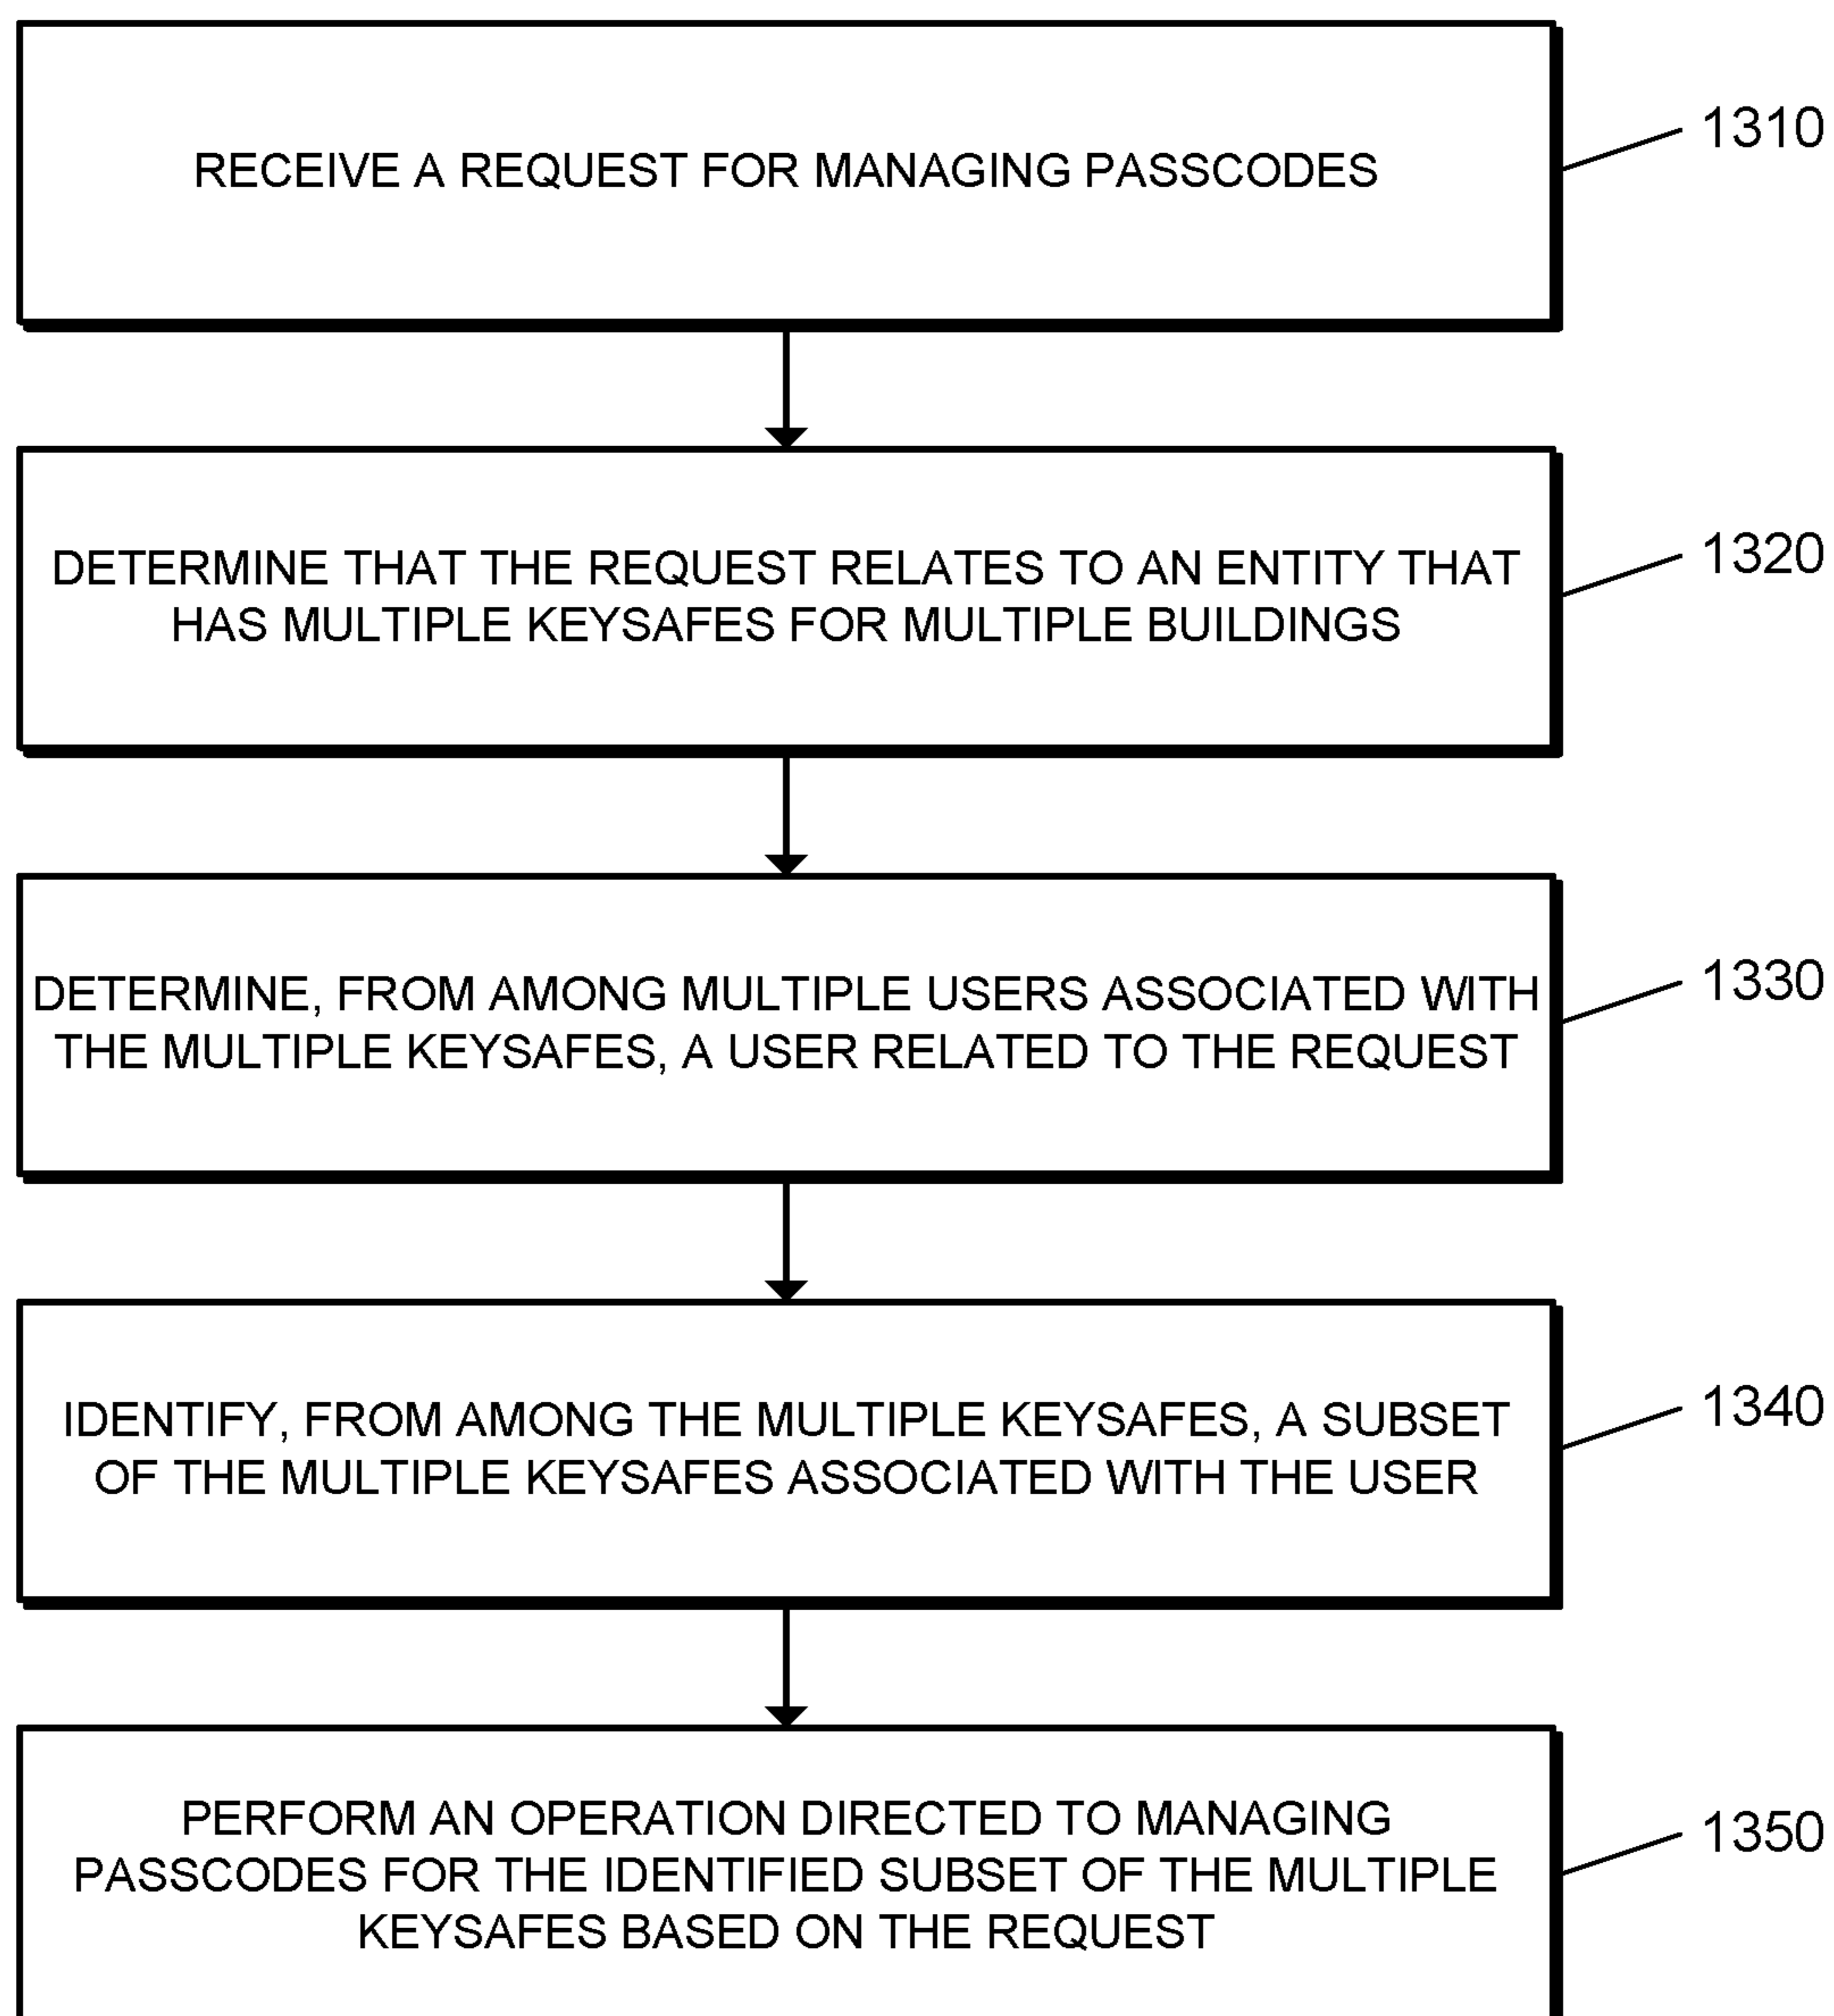 RECEIVE A REQUEST FOR MANAGING PASSCODES
1310
DETERMINE THAT THE REQUEST RELATES TO AN ENTITY THAT
HAS MULTIPLE KEYSAFES FOR MULTIPLE BUILDINGS
1320
DETERMINE, FROM AMONG MULTIPLE USERS ASSOCIATED WITH
THE MULTIPLE KEYSAFES, A USER RELATED TO THE REQUEST
1330
IDENTIFY, FROM AMONG THE MULTIPLE KEYSAFES, A SUBSET
OF THE MULTIPLE KEYSAFES ASSOCIATED WITH THE USER
1340
PERFORM AN OPERATION DIRECTED TO MANAGING
PASSCODES FOR THE IDENTIFIED SUBSET OF THE MULTIPLE
KEYSAFES BASED ON THE REQUEST
1350